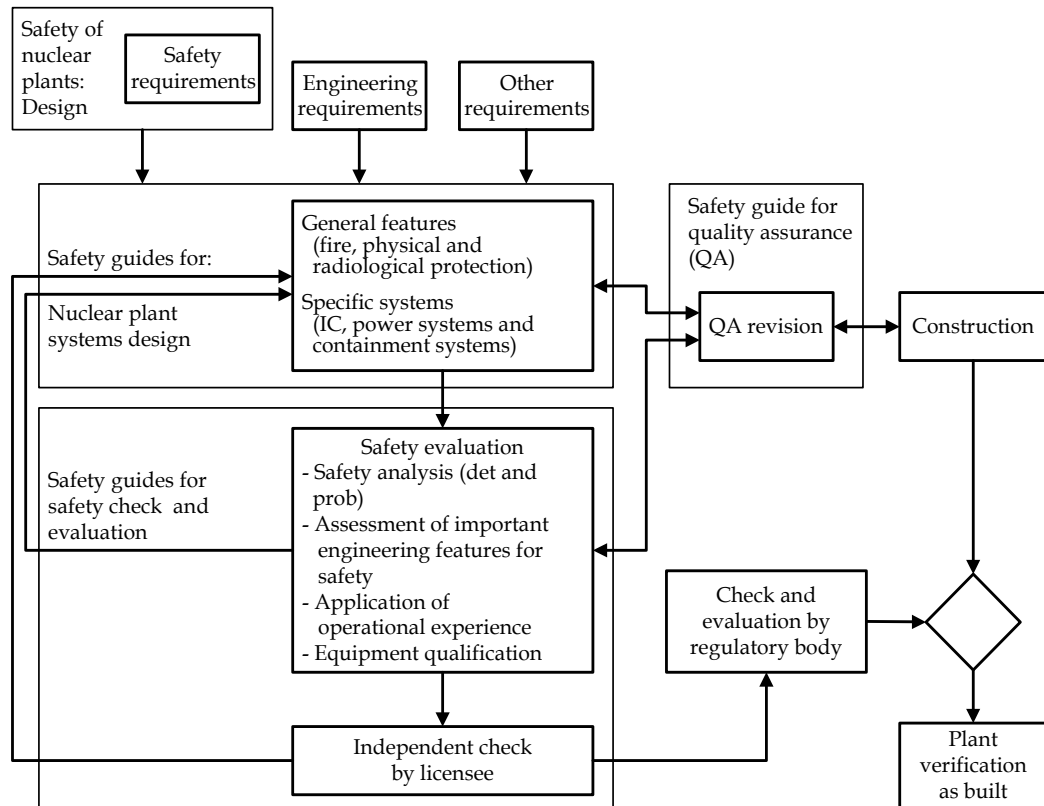 Safety of
nuclear
plants:
Design
Safety
requirements
Engineering
requirements
Other
requirements
Safety guides for:
Nuclear plant
systems design
General features
(fire, physical and
radiological protection)
Specific systems
(IC, power systems and
containment systems)
Safety guide for
quality assurance
(QA)
QA revision
Construction
Safety guides for
safety check and
evaluation
Safety evaluation
- Safety analysis (det and
prob)
- Assessment of important
engineering features for
safety
- Application of
operational experience
- Equipment qualification
Independent check
by licensee
Check and
evaluation by
regulatory body
Plant
verification
as built